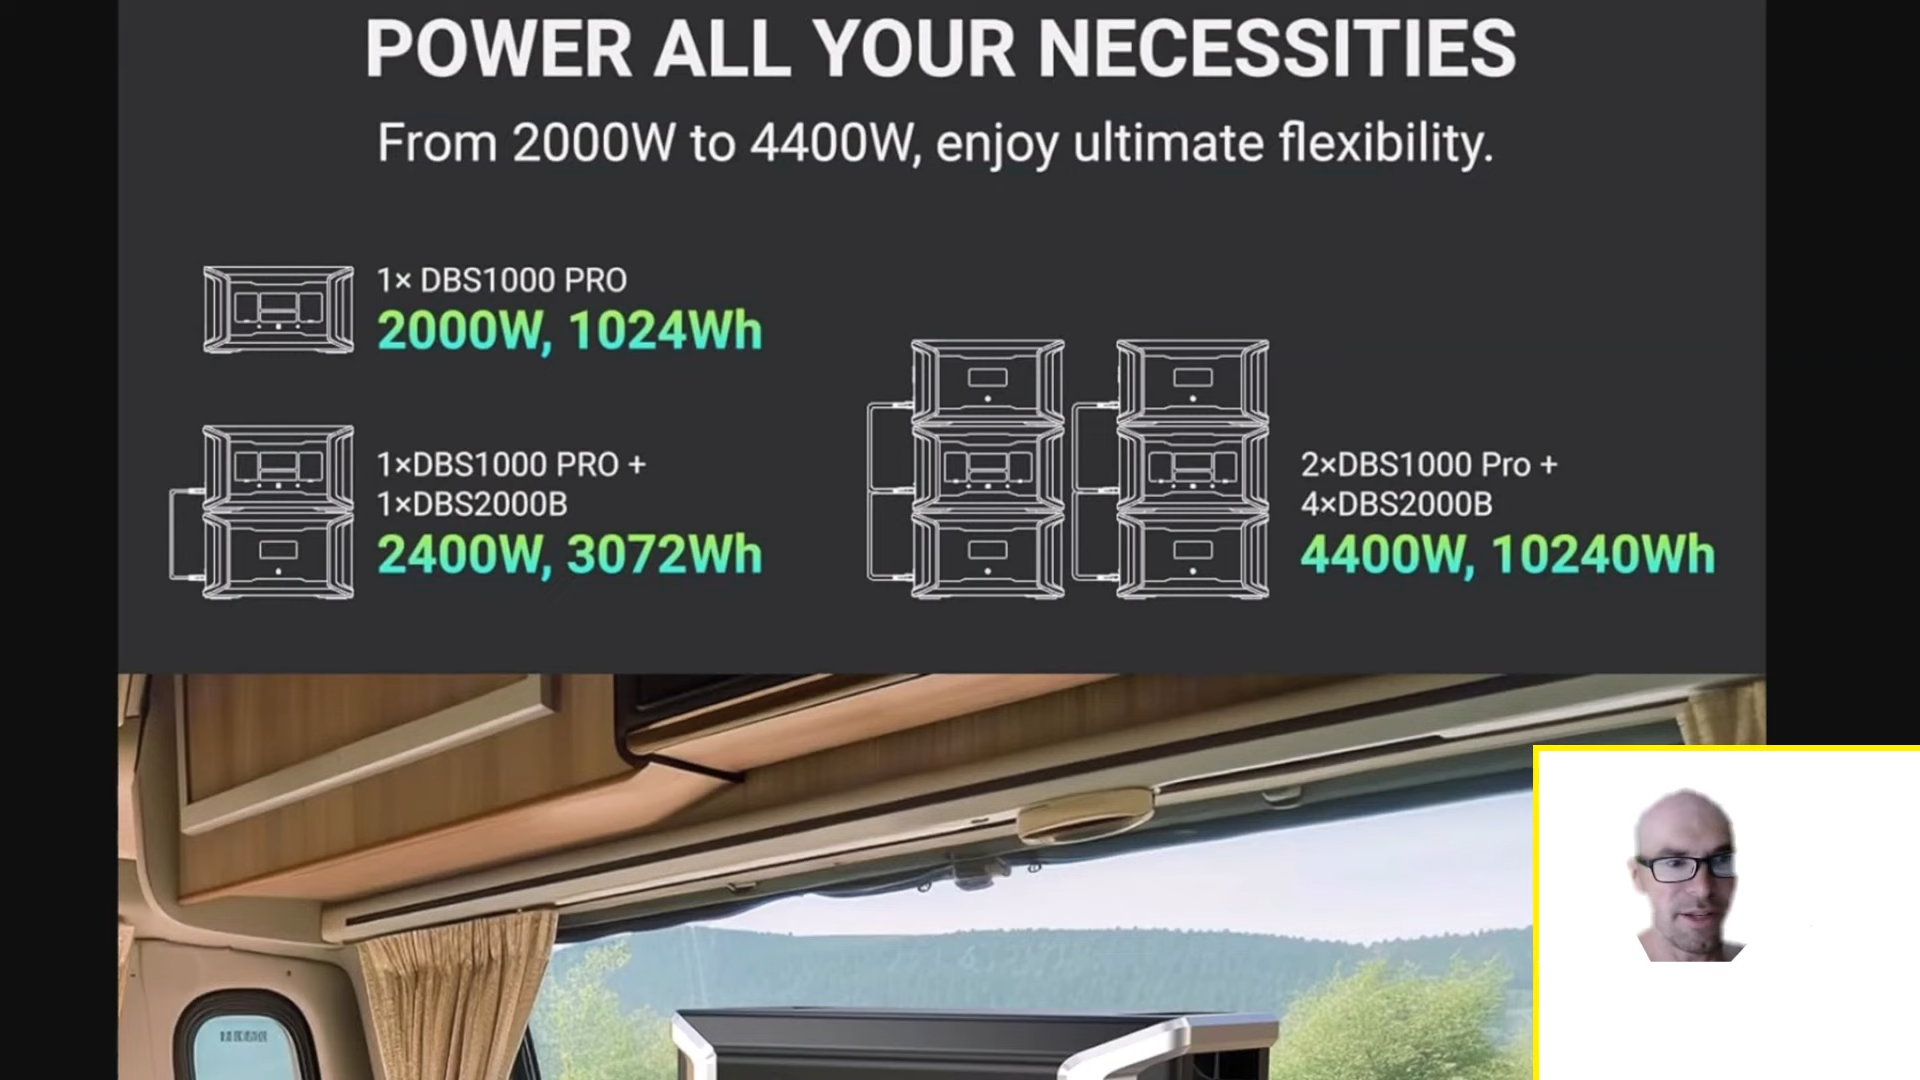 POWER ALL YOUR NECESSITIES
From 2000W to 4400W, enjoy ultimate flexibility.
1× DBS1000 PRO
2000W, 1024Wh
1×DBS1000 PRO +
1×DBS2000B
2400W, 3072Wh
2×DBS1000 Pro +
4×DBS2000B
4400W, 10240Wh